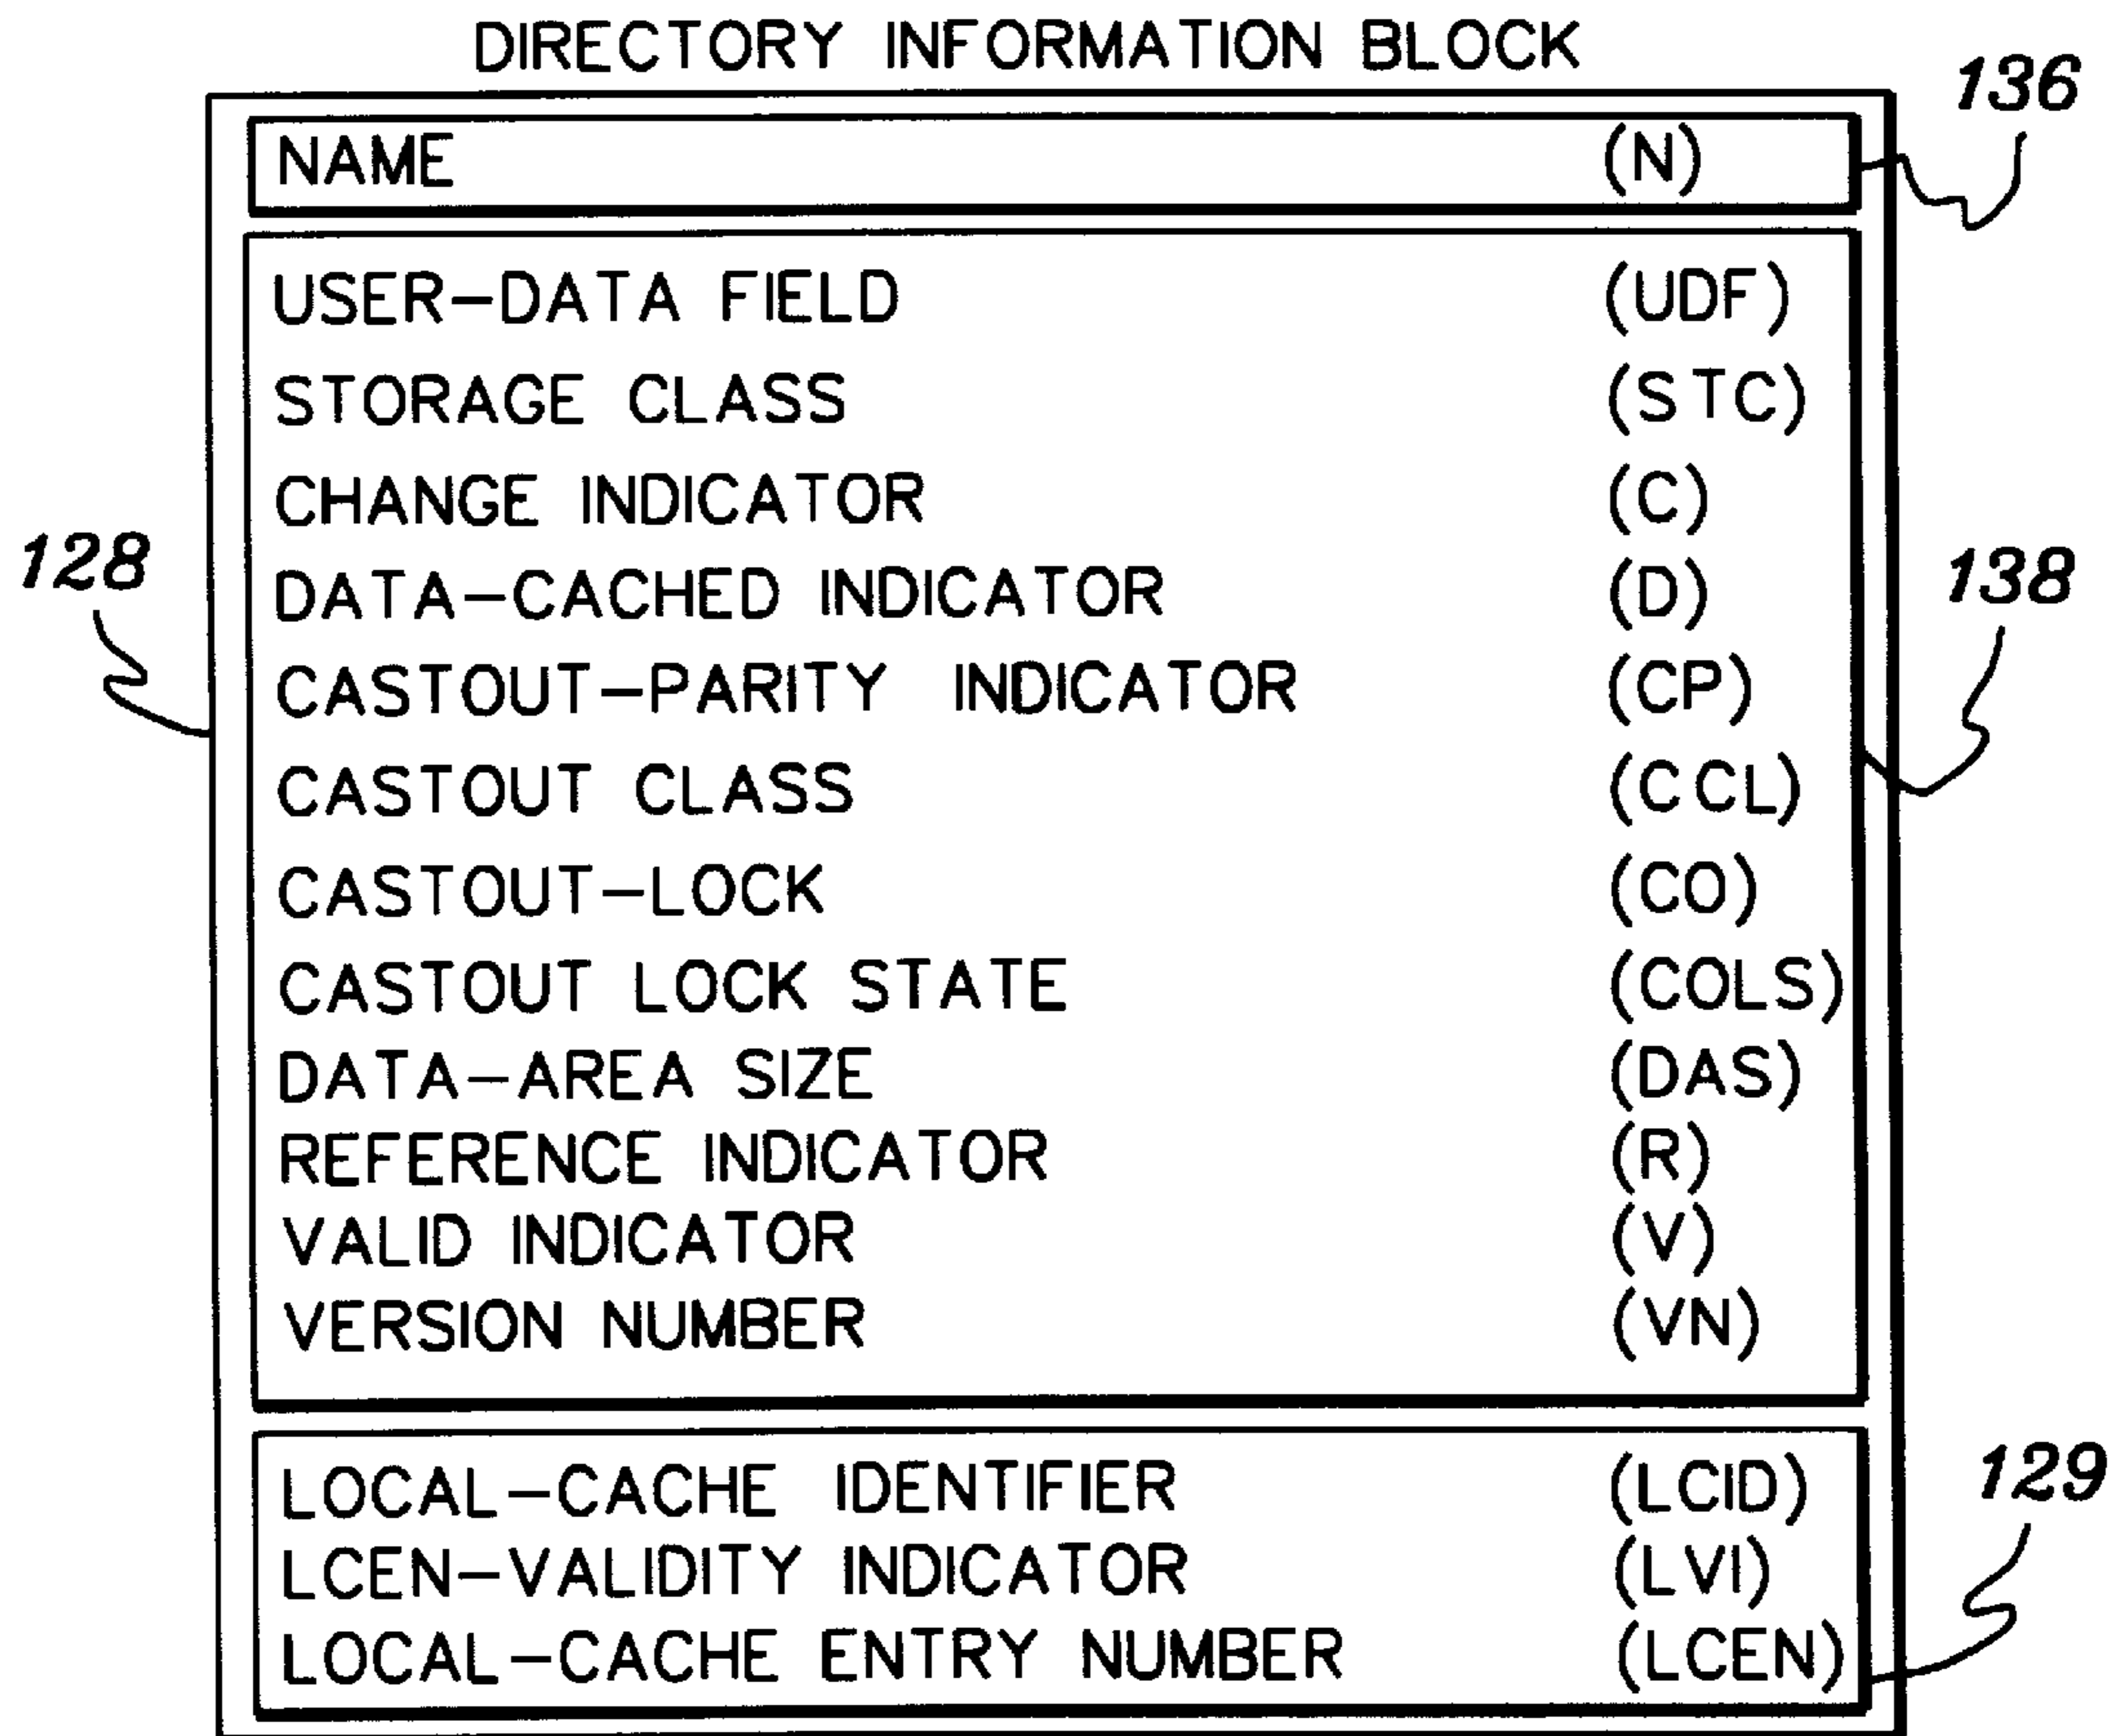 DIRECTORY INFORMATION BLOCK
136
NAME (N)
USER-DATA FIELD (UDF)
STORAGE CLASS (STC)
CHANGE INDICATOR (C)
128
DATA-CACHED INDICATOR (D)
138
CASTOUT-PARITY INDICATOR (CP)
CASTOUT CLASS (CCL)
CASTOUT-LOCK (CO)
CASTOUT LOCK STATE (COLS)
DATA-AREA SIZE (DAS)
REFERENCE INDICATOR (R)
VALID INDICATOR (V)
VERSION NUMBER (VN)
LOCAL-CACHE IDENTIFIER (LCID)
129
LCEN-VALIDITY INDICATOR (LVI)
LOCAL-CACHE ENTRY NUMBER (LCEN)